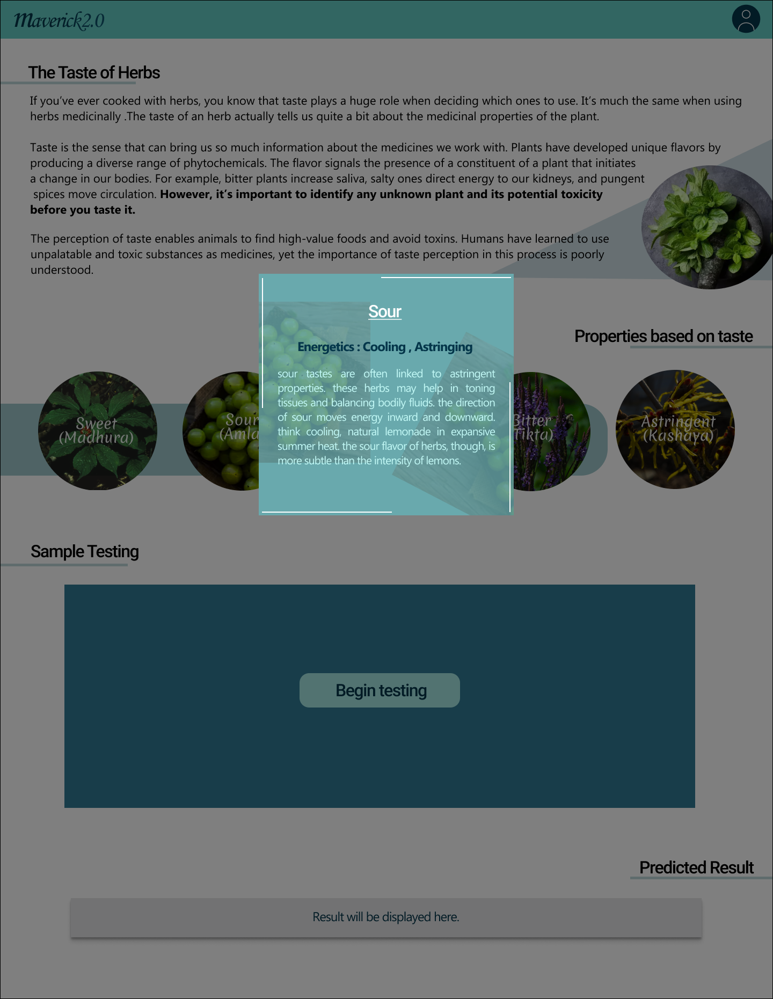 Maverick2.0
The Taste of Herbs
If you've ever cooked with herbs, you know that taste plays a huge role when deciding which ones to use. It's much the same when using
herbs medicinally .The taste of an herb actually tells us quite a bit about the medicinal properties of the plant.
Taste is the sense that can bring us so much information about the medicines we work with. Plants have developed unique flavors by
producing a diverse range of phytochemicals. The flavor signals the presence of a constituent of a plant that initiates
a change in our bodies. For example, bitter plants increase saliva, salty ones direct energy to our kidneys, and pungent
spices move circulation. However, it's important to identify any unknown plant and its potential toxicity
before you taste it.
The perception of taste enables animals to find high-value foods and avoid toxins. Humans have learned to use
unpalatable and toxic substances as medicines, yet the importance of taste perception in this process is poorly
understood.
Sour
Energetics : Cooling , Astringing
sour tastes are often linked to astringent
properties. these herbs may help in toning
tissues and balancing bodily fluids. the direction
of sour moves energy inward and downward.
think cooling, natural lemonade in expansive
summer heat. the sour flavor of herbs, though, is
more subtle than the intensity of lemons.
Properties based on taste
Sweet
(Madhura)
Sour
(Amla
Bitter
Tikta)
Astringent
(Kashaya)
Sample Testing
Begin testing
Predicted Result
Result will be displayed here.